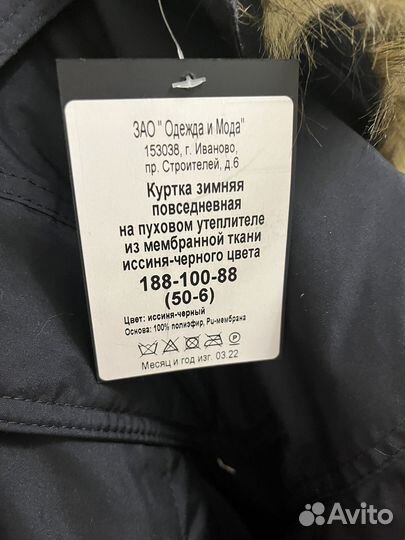 ЗАО " Одежда и Мода"
153038, г. Иваново,
пр. Строителей, д.6
Куртка зимняя
повседневная
на пуховом утеплителе
из мембранной ткани
иссиня-черного цвета
188-100-88
(50-6)
Цвет: иссиня-черный
Основа: 100% полиэфир, Pu-мембрана
Месяц и год изг. 03.22
Avito